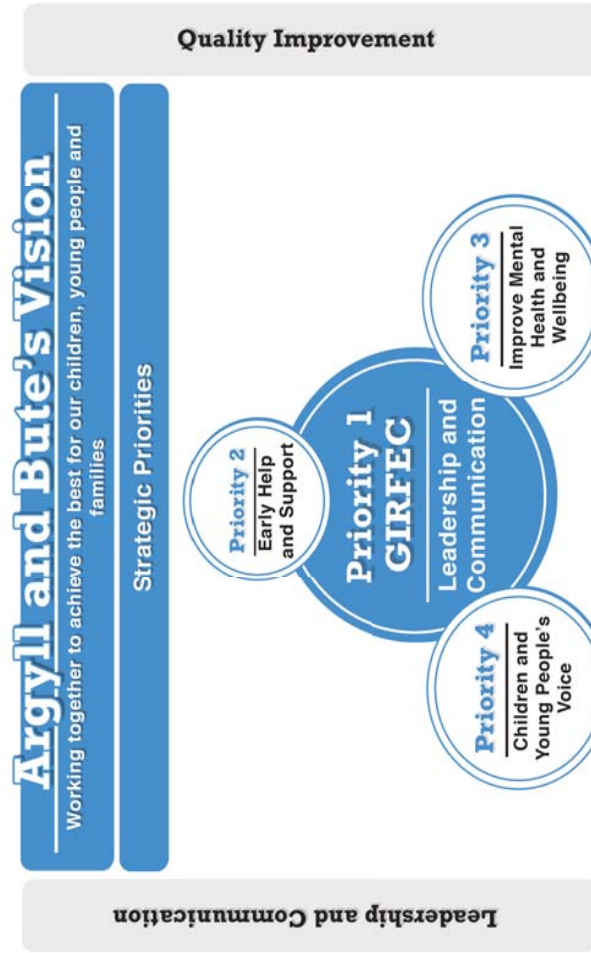 Argyll and Bute's Vision
Working together to achieve the best for our children, young people and
families
Strategic Priorities
Leadership and Communication
Quality Improvement
Priority 2
Early Help
and Support
Priority 1
GIRFEC
Leadership and
Communication
Priority 4
Children and
Young People's
Voice
Priority 3
Improve Mental
Health and
Wellbeing